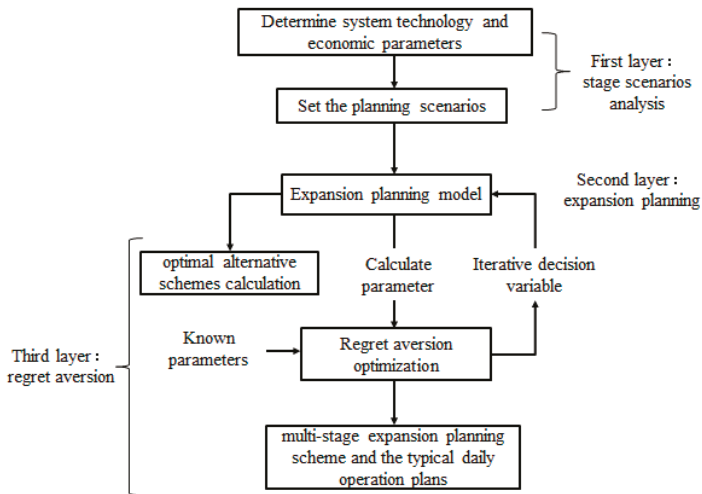 Determine system technology and
economic parameters
First layer：
stage scenarios
analysis
Set the planning scenarios
Expansion planning model
Second layer：
expansion planning
optimal alternative
schemes calculation
Calculate
parameter
Iterative decision
variable
Known
parameters
Regret aversion
optimization
Third layer：
regret aversion
multi-stage expansion planning
scheme and the typical daily
operation plans